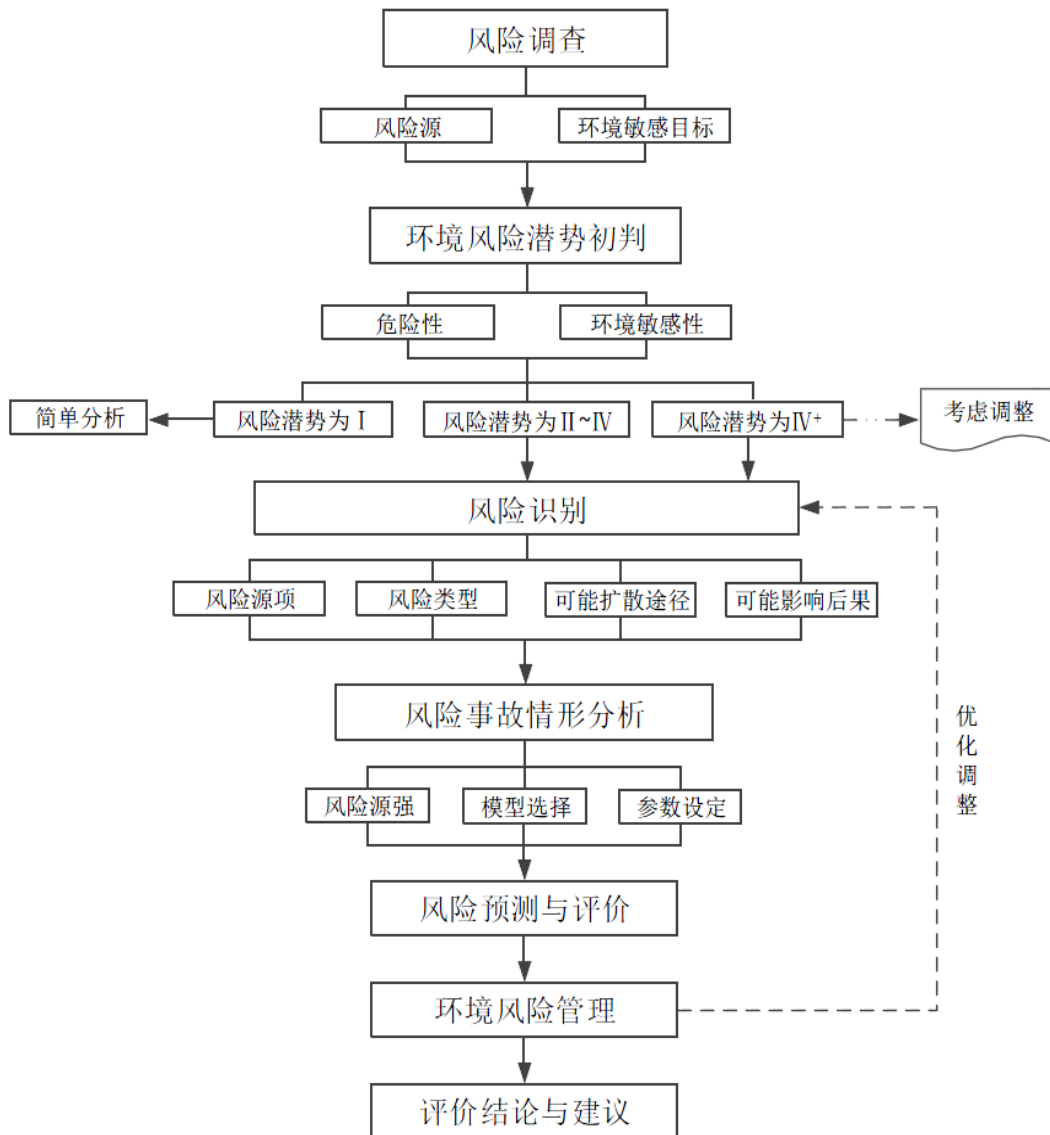 风险调查
风险源
环境敏感目标
环境风险潜势初判
危险性
环境敏感性
简单分析
风险潜势为Ⅰ
风险潜势为Ⅱ~Ⅳ
风险潜势为Ⅳ⁺
考虑调整
风险识别
风险源项
风险类型
可能扩散途径
可能影响后果
风险事故情形分析
优化调整
风险源强
模型选择
参数设定
风险预测与评价
环境风险管理
评价结论与建议